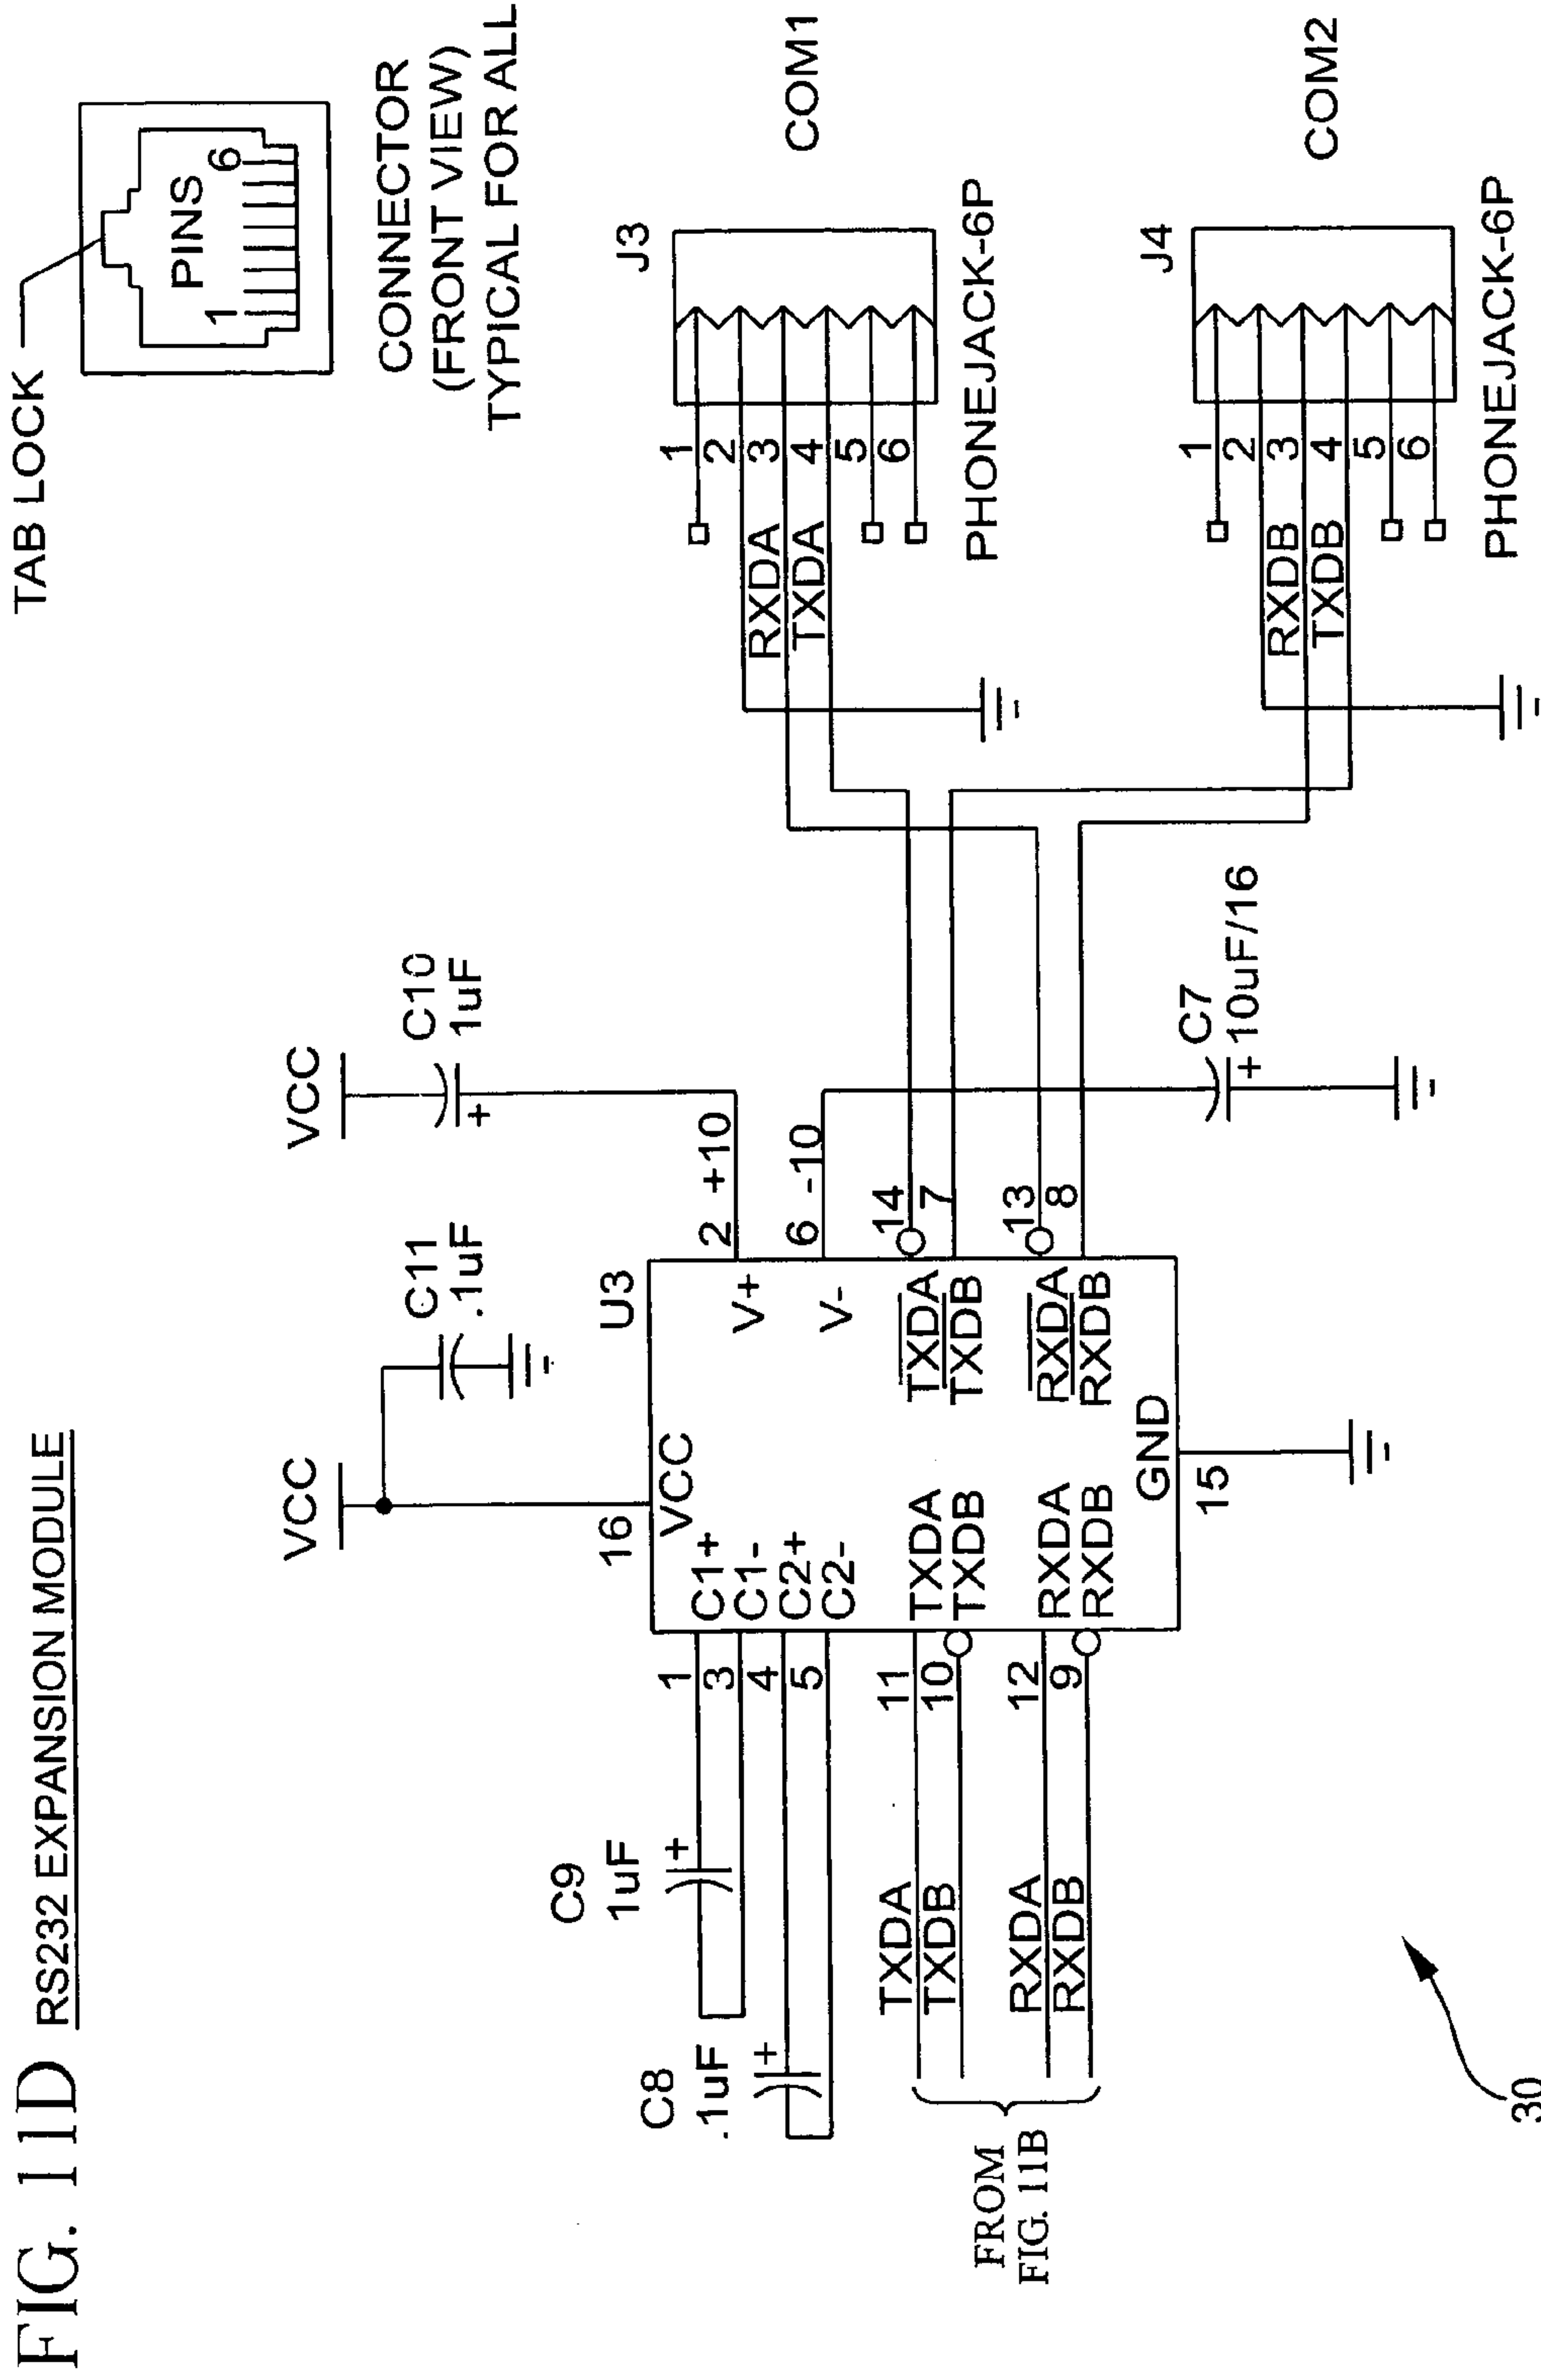 FIG. 11D RS232 EXPANSION MODULE
TAB LOCK
PINS
1 6
CONNECTOR
(FRONT VIEW)
TYPICAL FOR ALL
VCC
C11
.1uF
VCC
C10
1uF
C9
1uF
C8
.1uF
U3
16
VCC
1 C1+
3 C1-
4 C2+
5 C2-
11 TXDA
10 TXDB
12 RXDA
9 RXDB
GND
15
V+ 2 +10
V- 6 -10
TXDA 14
TXDB 7
RXDA 13
RXDB 8
TXDA
TXDB
RXDA
RXDB
FROM
FIG. 11B
C7
+ 10uF/16
J3
1
2
RXDA 3
TXDA 4
5
6
PHONEJACK-6P
COM1
J4
1
2
RXDB 3
TXDB 4
5
6
PHONEJACK-6P
COM2
30